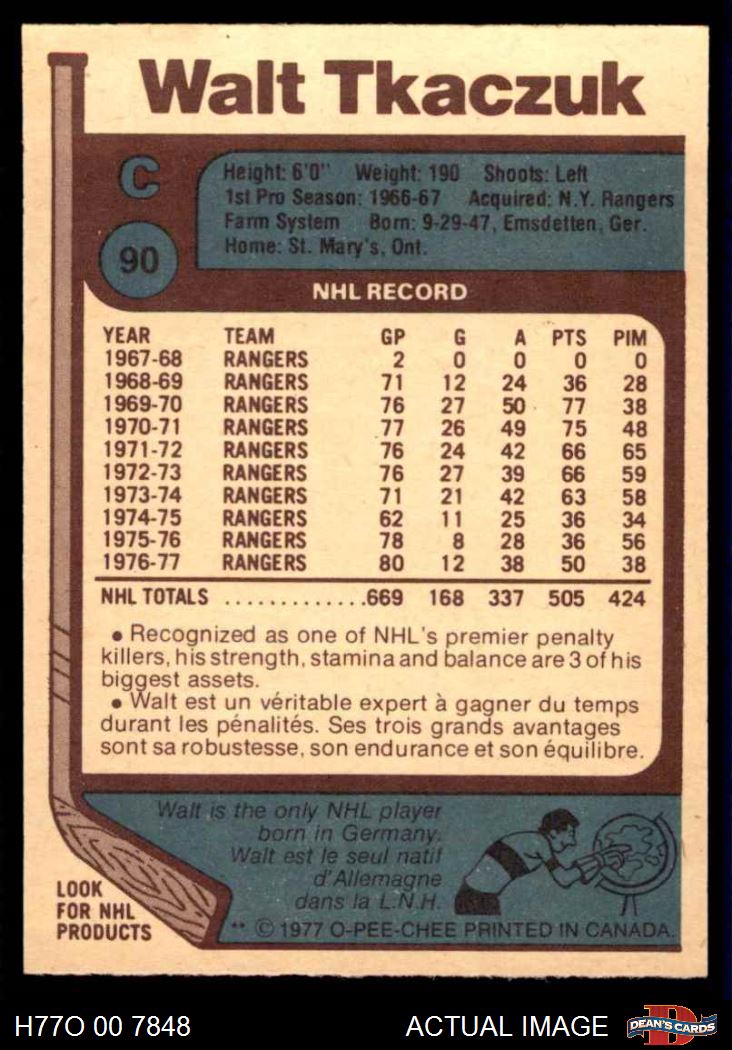 Walt Tkaczuk
C
90
Height: 6'0" Weight: 190 Shoots: Left
1st Pro Season: 1966-67 Acquired: N.Y. Rangers
Farm System Born: 9-29-47, Emsdetten, Ger.
Home: St. Mary's, Ont.
NHL RECORD
YEAR TEAM GP G A PTS PIM
1967-68 RANGERS 2 0 0 0 0
1968-69 RANGERS 71 12 24 36 28
1969-70 RANGERS 76 27 50 77 38
1970-71 RANGERS 77 26 49 75 48
1971-72 RANGERS 76 24 42 66 65
1972-73 RANGERS 76 27 39 66 59
1973-74 RANGERS 71 21 42 63 58
1974-75 RANGERS 62 11 25 36 34
1975-76 RANGERS 78 8 28 36 56
1976-77 RANGERS 80 12 38 50 38
NHL TOTALS .............669 168 337 505 424
• Recognized as one of NHL's premier penalty
killers, his strength, stamina and balance are 3 of his
biggest assets.
• Walt est un véritable expert à gagner du temps
durant les pénalités. Ses trois grands avantages
sont sa robustesse, son endurance et son équilibre.
Walt is the only NHL player
born in Germany.
Walt est le seul natif
d'Allemagne
dans la L.N.H.
LOOK
FOR NHL
PRODUCTS
** © 1977 O-PEE-CHEE PRINTED IN CANADA.
H77O 00 7848 ACTUAL IMAGE
D
DEAN'S CARDS